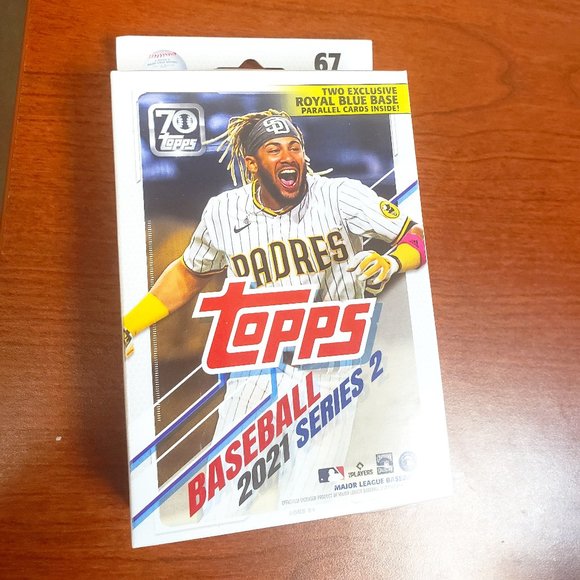 67
TWO EXCLUSIVE
ROYAL BLUE BASE
PARALLEL CARDS INSIDE!
70
topps
SD
PADRES
TOPPS
BASEBALL
2021 SERIES 2
PLAYERS
MAJOR LEAGUE BASEBA